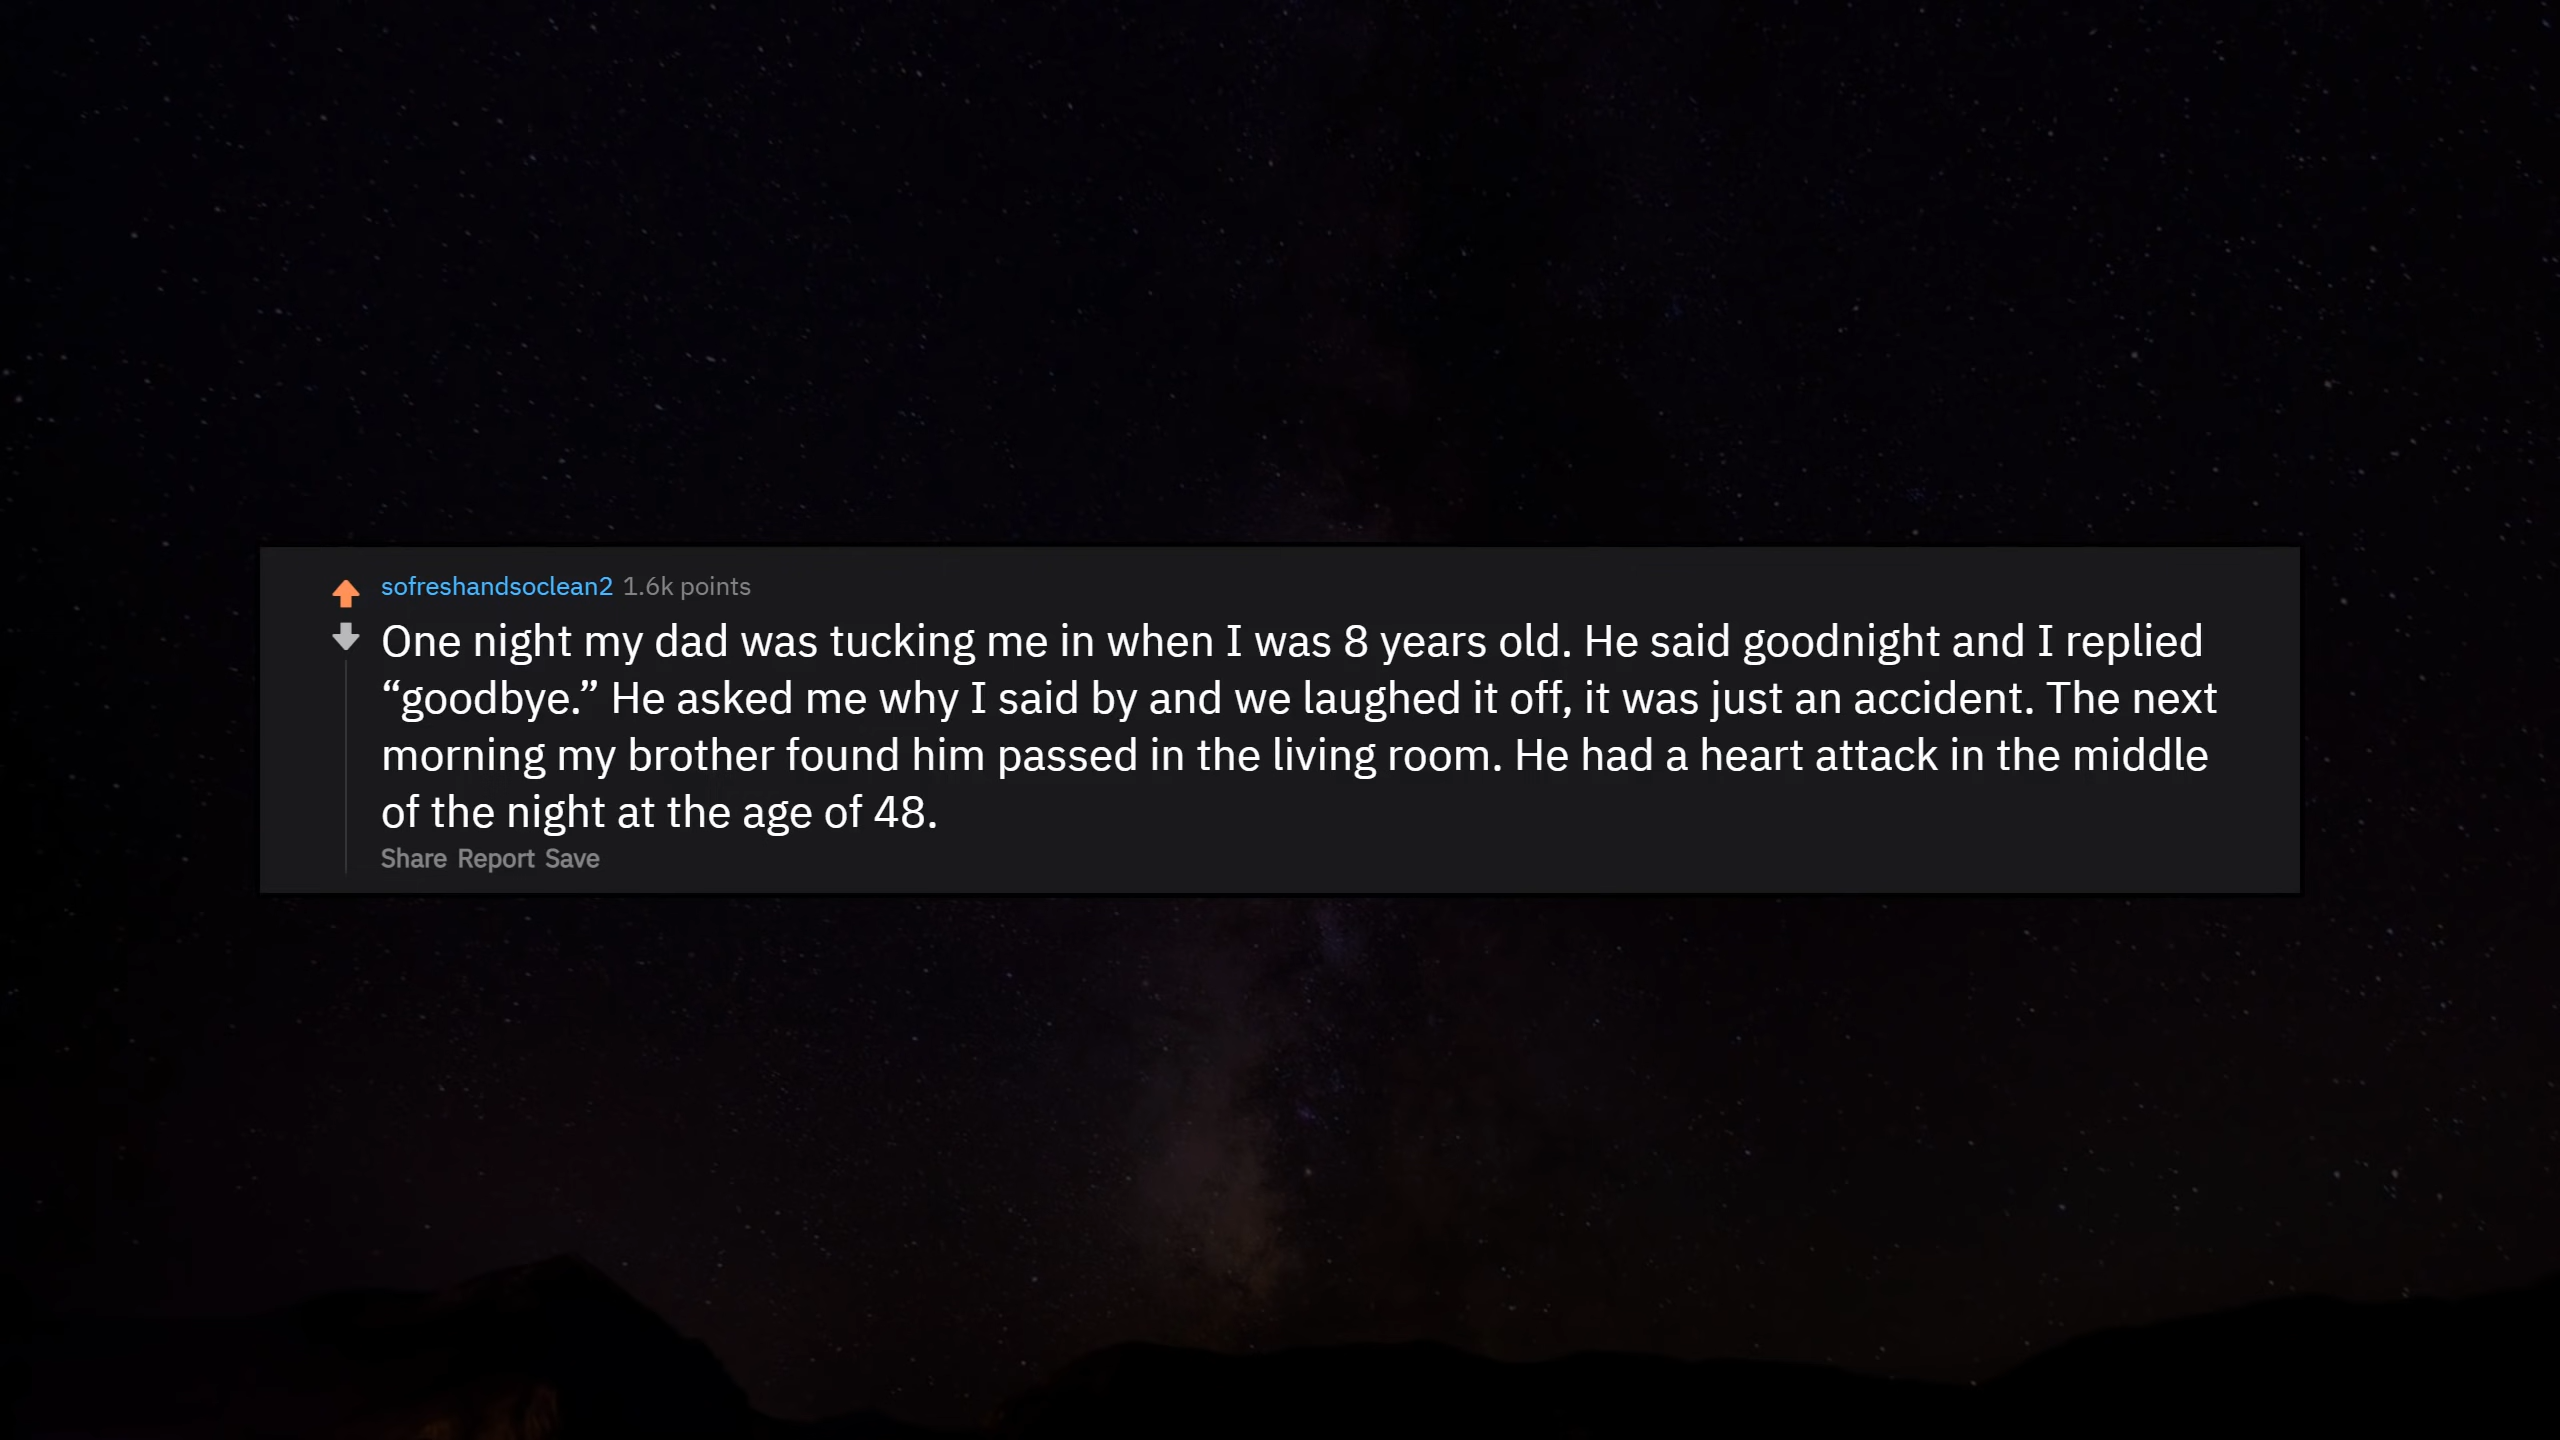 sofreshandsoclean2 1.6k points
One night my dad was tucking me in when I was 8 years old. He said goodnight and I replied
“goodbye.” He asked me why I said by and we laughed it off, it was just an accident. The next
morning my brother found him passed in the living room. He had a heart attack in the middle
of the night at the age of 48.
Share Report Save